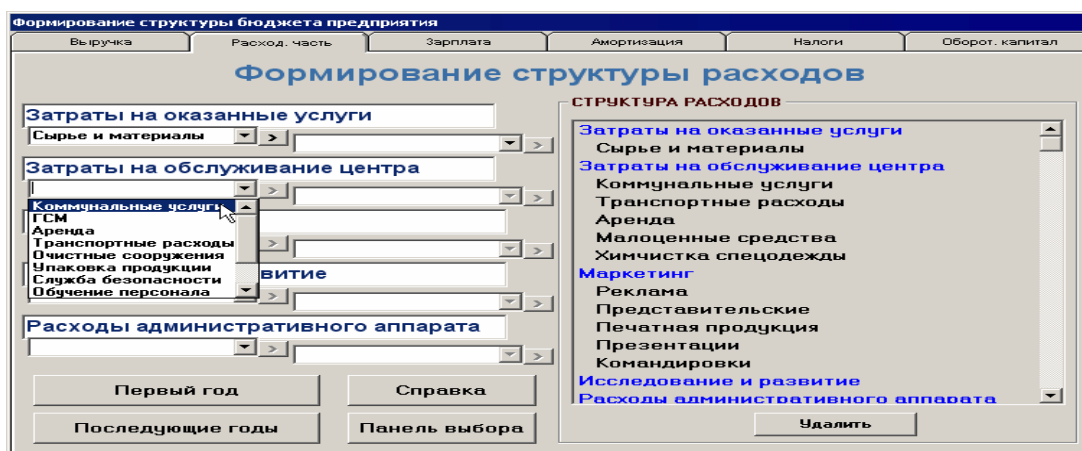 Формирование структуры бюджета предприятия
Выручка
Расход. часть
Зарплата
Амортизация
Налоги
Оборот. капитал
Формирование структуры расходов
Затраты на оказанные услуги
Сырье и материалы
>
>
Затраты на обслуживание центра
>
>
Коммунальные услуги
ГСМ
Аренда
Транспортные расходы
Очистные сооружения
Упаковка продукции
Служба безопасности
Обучение персонала
>
>
витие
>
>
Расходы административного аппарата
>
>
Первый год
Справка
Последующие годы
Панель выбора
СТРУКТУРА РАСХОДОВ
Затраты на оказанные услуги
Сырье и материалы
Затраты на обслуживание центра
Коммунальные услуги
Транспортные расходы
Аренда
Малоценные средства
Химчистка спецодежды
Маркетинг
Реклама
Представительские
Печатная продукция
Презентации
Командировки
Исследование и развитие
Расходы административного аппарата
Удалить